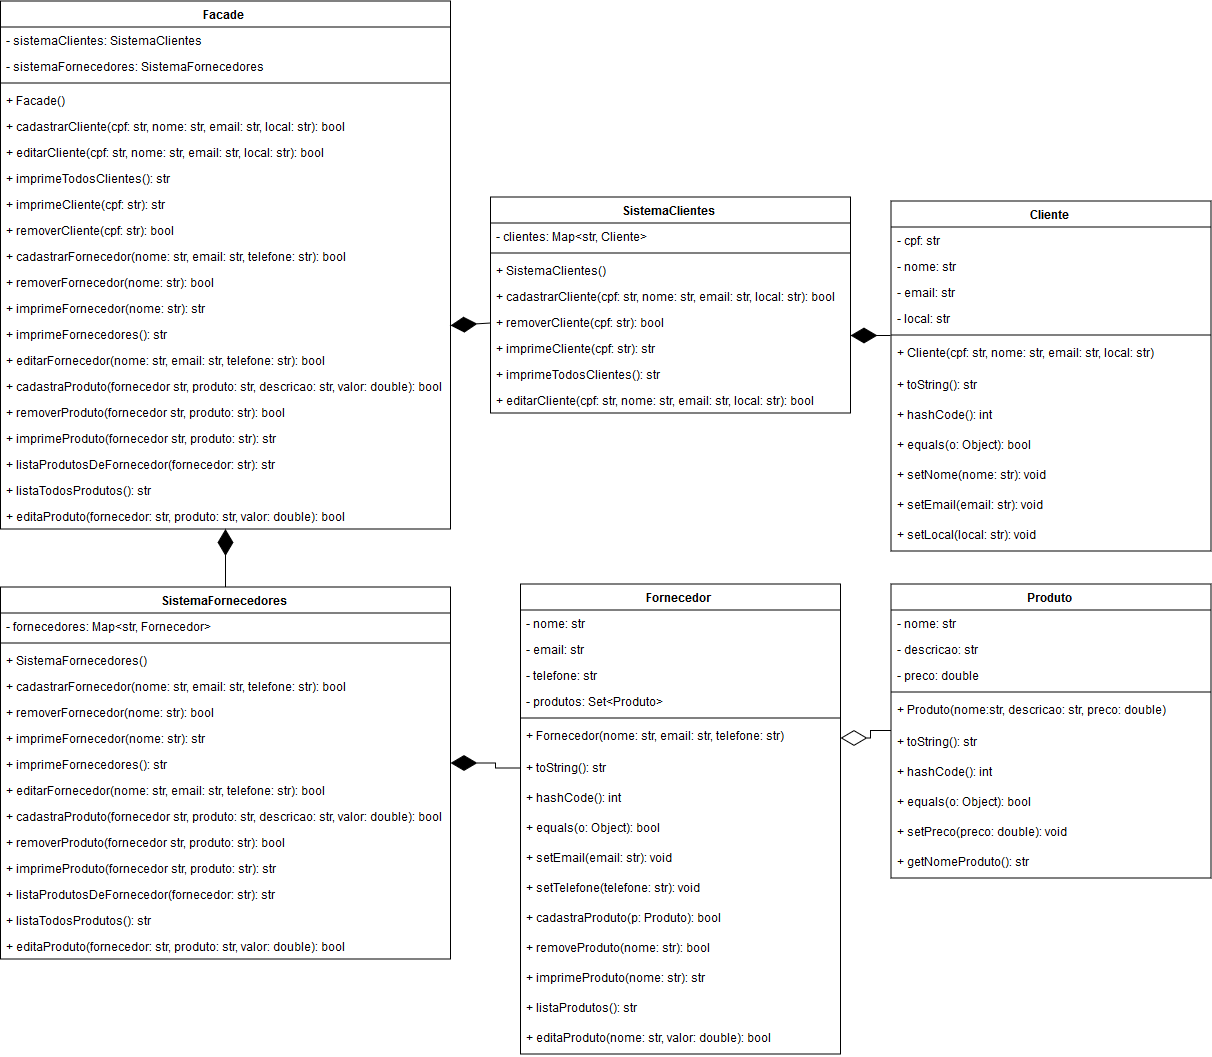 Facade
- sistemaClientes: SistemaClientes
- sistemaFornecedores: SistemaFornecedores
+ Facade()
+ cadastrarCliente(cpf: str, nome: str, email: str, local: str): bool
+ editarCliente(cpf: str, nome: str, email: str, local: str): bool
+ imprimeTodosClientes(): str
+ imprimeCliente(cpf: str): str
+ removerCliente(cpf: str): bool
+ cadastrarFornecedor(nome: str, email: str, telefone: str): bool
+ removerFornecedor(nome: str): bool
+ imprimeFornecedor(nome: str): str
+ imprimeFornecedores(): str
+ editarFornecedor(nome: str, email: str, telefone: str): bool
+ cadastraProduto(fornecedor str, produto: str, descricao: str, valor: double): bool
+ removerProduto(fornecedor str, produto: str): bool
+ imprimeProduto(fornecedor str, produto: str): str
+ listaProdutosDeFornecedor(fornecedor: str): str
+ listaTodosProdutos(): str
+ editaProduto(fornecedor: str, produto: str, valor: double): bool
SistemaClientes
- clientes: Map<str, Cliente>
+ SistemaClientes()
+ cadastrarCliente(cpf: str, nome: str, email: str, local: str): bool
+ removerCliente(cpf: str): bool
+ imprimeCliente(cpf: str): str
+ imprimeTodosClientes(): str
+ editarCliente(cpf: str, nome: str, email: str, local: str): bool
Cliente
- cpf: str
- nome: str
- email: str
- local: str
+ Cliente(cpf: str, nome: str, email: str, local: str)
+ toString(): str
+ hashCode(): int
+ equals(o: Object): bool
+ setNome(nome: str): void
+ setEmail(email: str): void
+ setLocal(local: str): void
SistemaFornecedores
- fornecedores: Map<str, Fornecedor>
+ SistemaFornecedores()
+ cadastrarFornecedor(nome: str, email: str, telefone: str): bool
+ removerFornecedor(nome: str): bool
+ imprimeFornecedor(nome: str): str
+ imprimeFornecedores(): str
+ editarFornecedor(nome: str, email: str, telefone: str): bool
+ cadastraProduto(fornecedor str, produto: str, descricao: str, valor: double): bool
+ removerProduto(fornecedor str, produto: str): bool
+ imprimeProduto(fornecedor str, produto: str): str
+ listaProdutosDeFornecedor(fornecedor: str): str
+ listaTodosProdutos(): str
+ editaProduto(fornecedor: str, produto: str, valor: double): bool
Fornecedor
- nome: str
- email: str
- telefone: str
- produtos: Set<Produto>
+ Fornecedor(nome: str, email: str, telefone: str)
+ toString(): str
+ hashCode(): int
+ equals(o: Object): bool
+ setEmail(email: str): void
+ setTelefone(telefone: str): void
+ cadastraProduto(p: Produto): bool
+ removeProduto(nome: str): bool
+ imprimeProduto(nome: str): str
+ listaProdutos(): str
+ editaProduto(nome: str, valor: double): bool
Produto
- nome: str
- descricao: str
- preco: double
+ Produto(nome:str, descricao: str, preco: double)
+ toString(): str
+ hashCode(): int
+ equals(o: Object): bool
+ setPreco(preco: double): void
+ getNomeProduto(): str